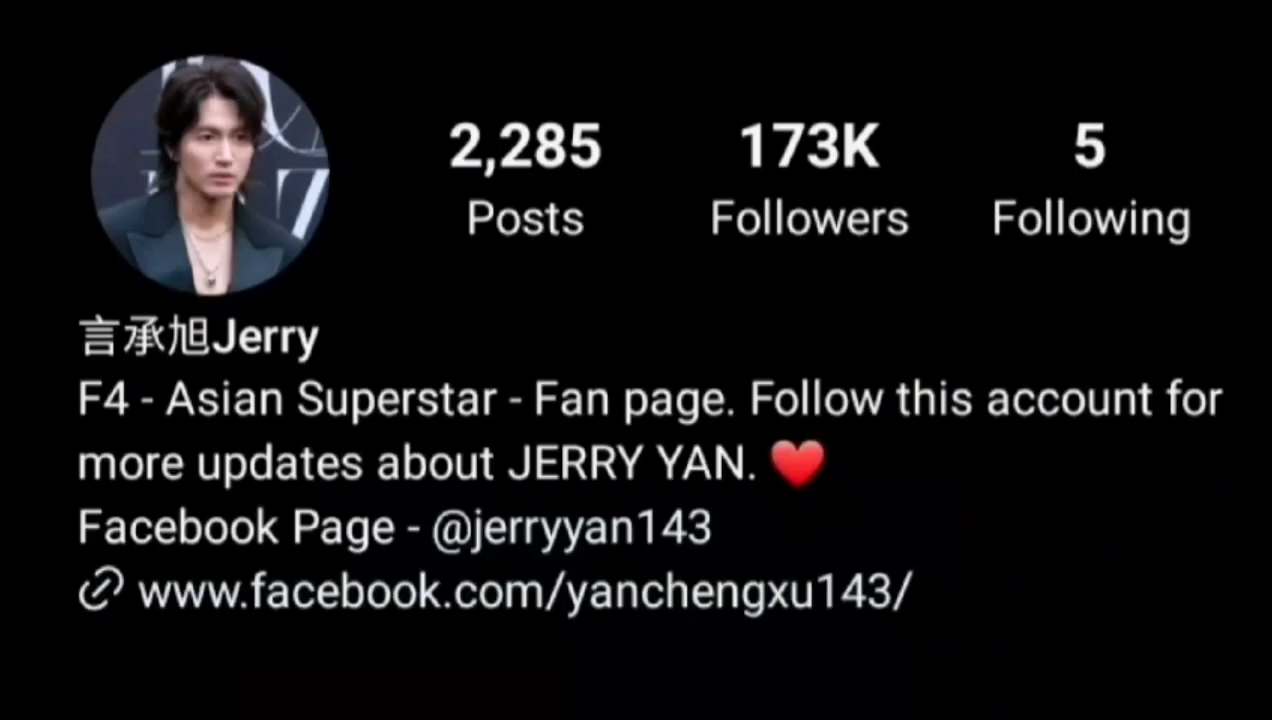 2,285 173K 5
Posts Followers Following
言承旭Jerry
F4 - Asian Superstar - Fan page. Follow this account for
more updates about JERRY YAN. ❤️
Facebook Page - @jerryyan143
www.facebook.com/yanchengxu143/